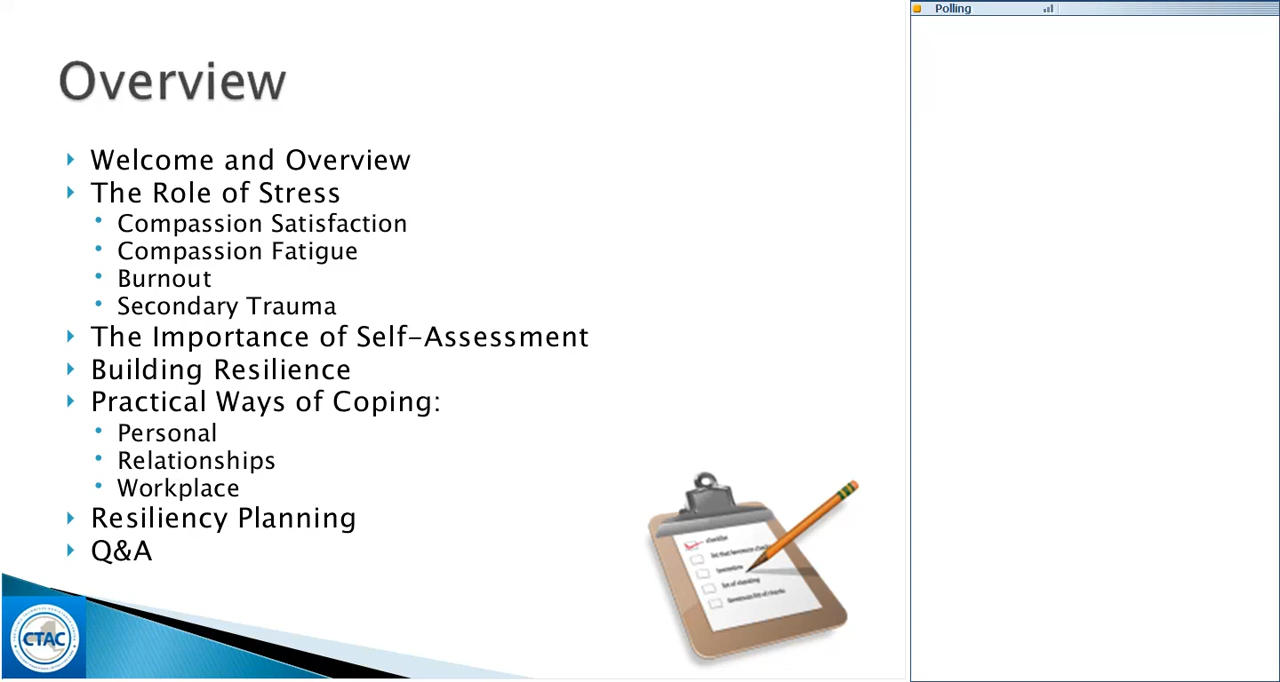 Polling
Overview
Welcome and Overview
The Role of Stress
Compassion Satisfaction
Compassion Fatigue
Burnout
Secondary Trauma
The Importance of Self-Assessment
Building Resilience
Practical Ways of Coping:
Personal
Relationships
Workplace
Resiliency Planning
Q&A
checklist
CTAC